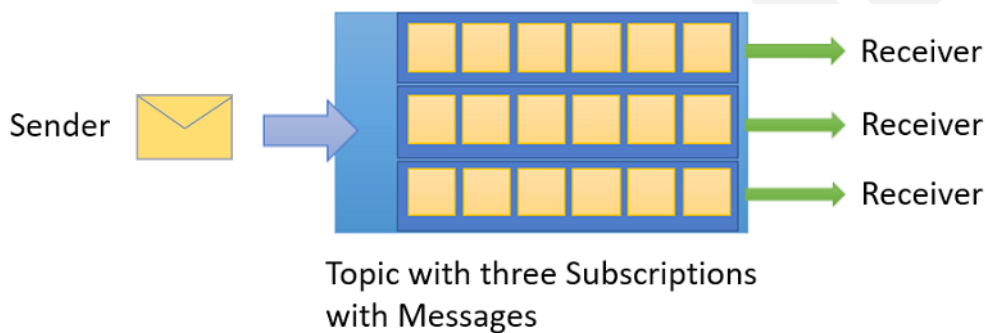 Sender
Receiver
Receiver
Receiver
Topic with three Subscriptions
with Messages